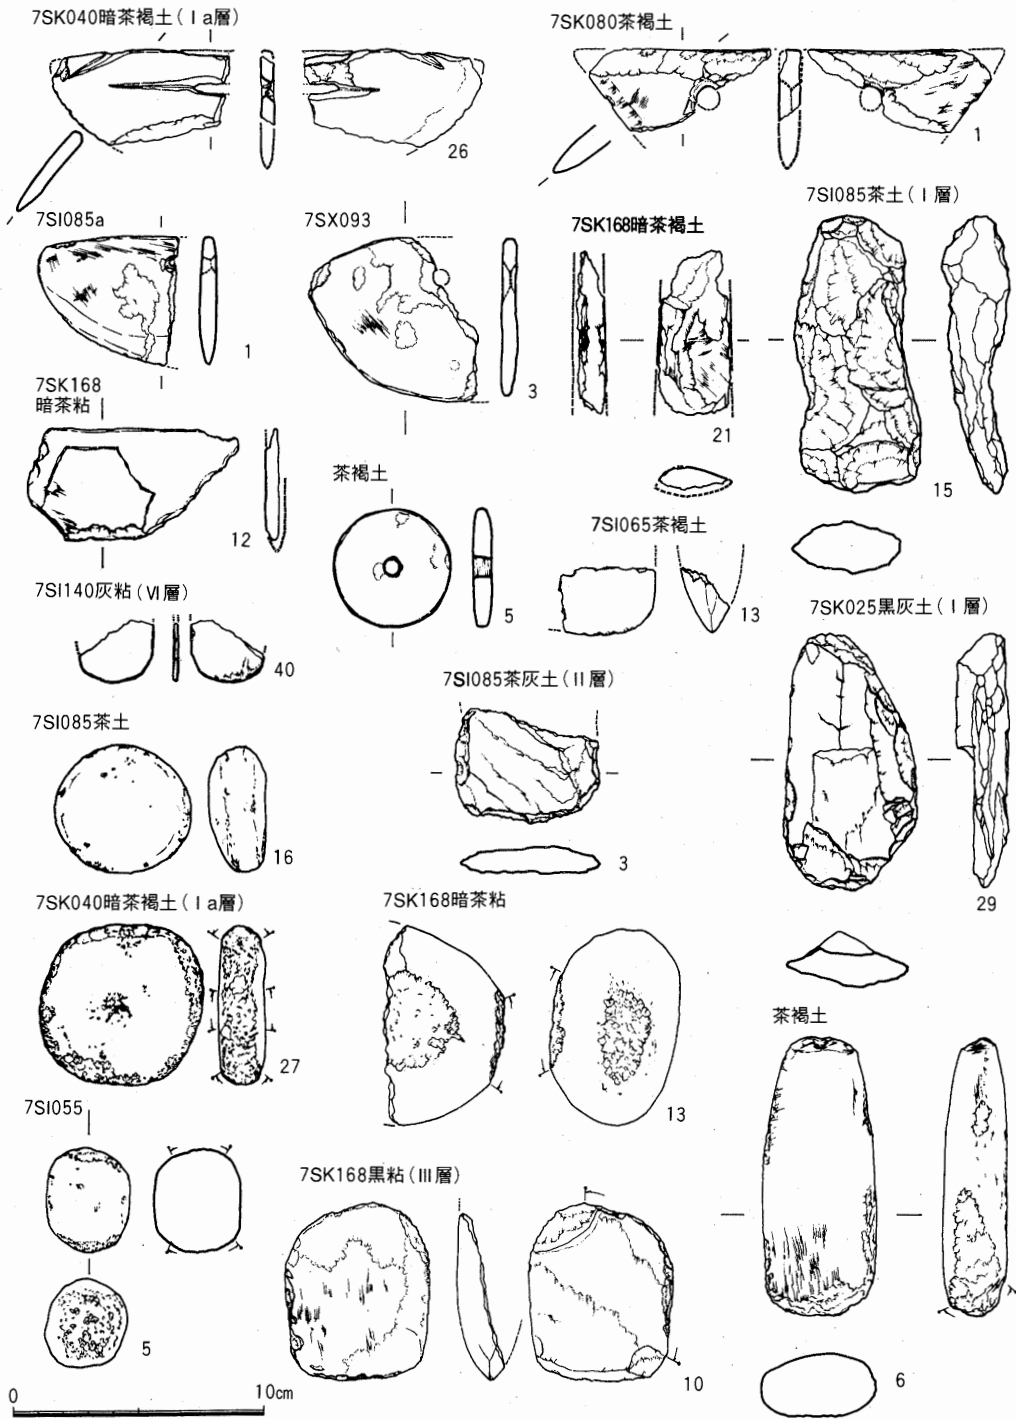 7SK040暗茶褐土(Ⅰa層)
26
7SK080茶褐土
1
7SI085a
1
7SX093
3
7SK168暗茶褐土
21
7SI085茶土(Ⅰ層)
15
7SK168
暗茶粘
12
茶褐土
5
7SI065茶褐土
13
7SI140灰粘(Ⅵ層)
40
7SI085茶灰土(Ⅱ層)
3
7SK025黒灰土(Ⅰ層)
29
7SI085茶土
16
7SK040暗茶褐土(Ⅰa層)
27
7SK168暗茶粘
13
茶褐土
6
7SI055
5
7SK168黒粘(Ⅲ層)
10
0 10cm